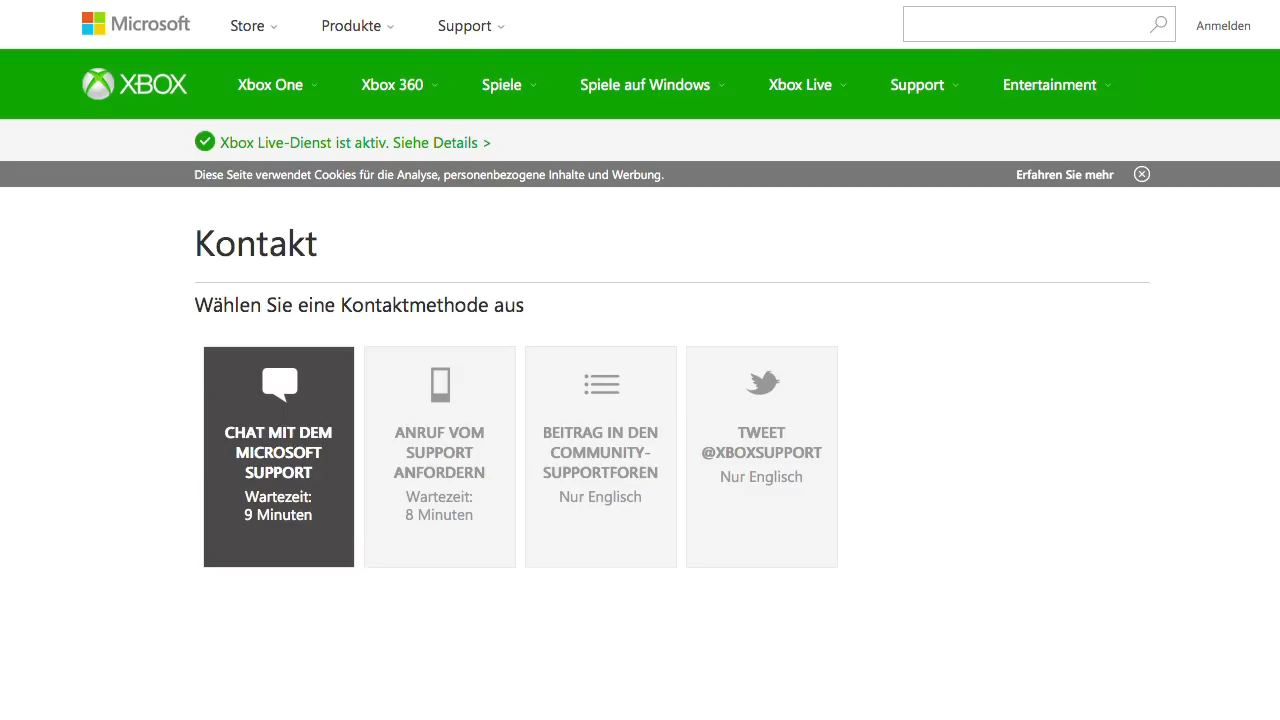 Microsoft Store Produkte Support Anmelden
XBOX Xbox One Xbox 360 Spiele Spiele auf Windows Xbox Live Support Entertainment
Xbox Live-Dienst ist aktiv. Siehe Details >
Diese Seite verwendet Cookies für die Analyse, personenbezogene Inhalte und Werbung. Erfahren Sie mehr
Kontakt
Wählen Sie eine Kontaktmethode aus
CHAT MIT DEM
MICROSOFT
SUPPORT
Wartezeit:
9 Minuten
ANRUF VOM
SUPPORT
ANFORDERN
Wartezeit:
8 Minuten
BEITRAG IN DEN
COMMUNITY-
SUPPORTFOREN
Nur Englisch
TWEET
@XBOXSUPPORT
Nur Englisch